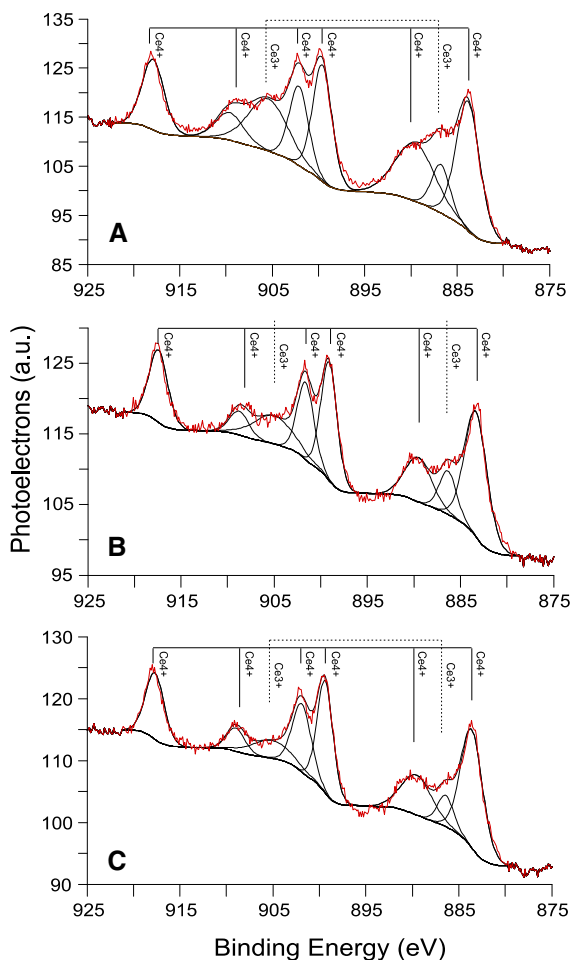 135
125
115
105
95
85
Ce4+
Ce4+
Ce3+
Ce4+
Ce4+
Ce4+
Ce3+
Ce4+
A
925 915 905 895 885 875
Photoelectrons (a.u.)
125
115
105
95
Ce4+
Ce4+
Ce3+
Ce4+
Ce4+
Ce4+
Ce3+
Ce4+
B
925 915 905 895 885 875
130
120
110
100
90
Ce4+
Ce4+
Ce3+
Ce4+
Ce4+
Ce4+
Ce3+
Ce4+
C
925 915 905 895 885 875
Binding Energy (eV)